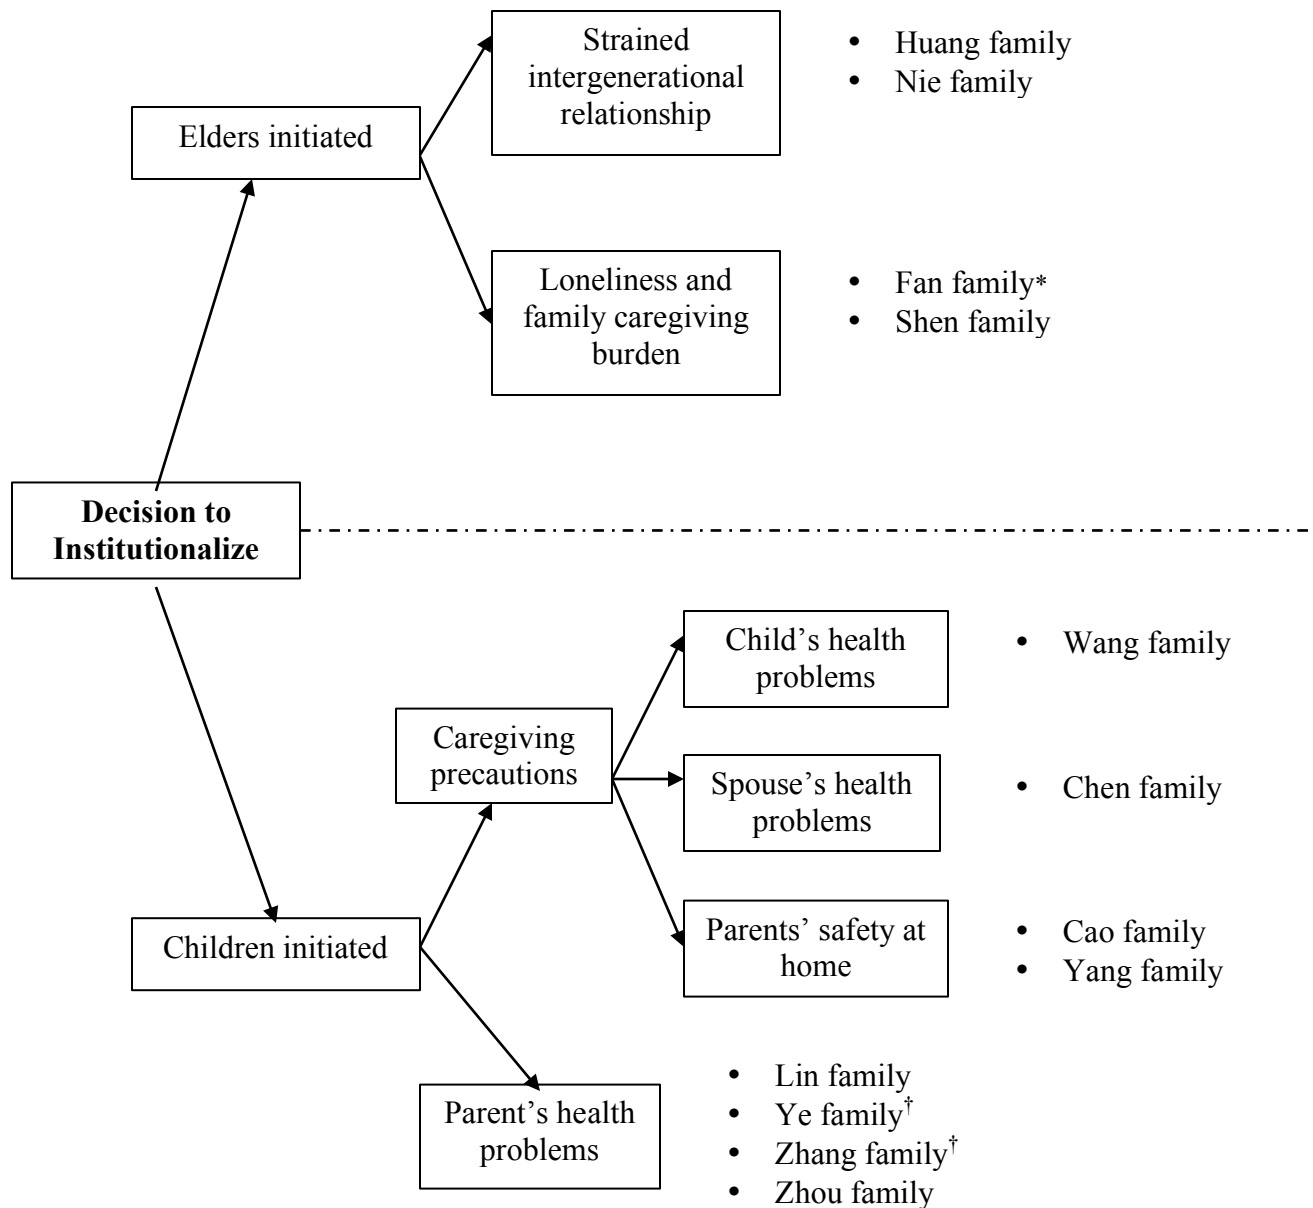 Strained
intergenerational
relationship
• Huang family
• Nie family
Elders initiated
Loneliness and
family caregiving
burden
• Fan family*
• Shen family
Decision to
Institutionalize
Child’s health
problems
• Wang family
Caregiving
precautions
Spouse’s health
problems
• Chen family
Children initiated
Parents’ safety at
home
• Cao family
• Yang family
Parent’s health
problems
• Lin family
• Ye family†
• Zhang family†
• Zhou family